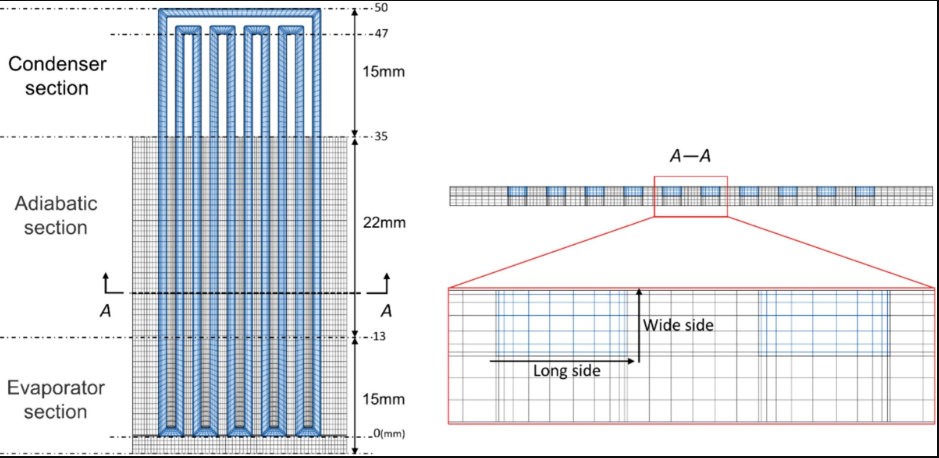 50
47
Condenser
section
15mm
35
Adiabatic
section
22mm
A
A
13
Evaporator
section
15mm
0(mm)
A—A
Wide side
Long side